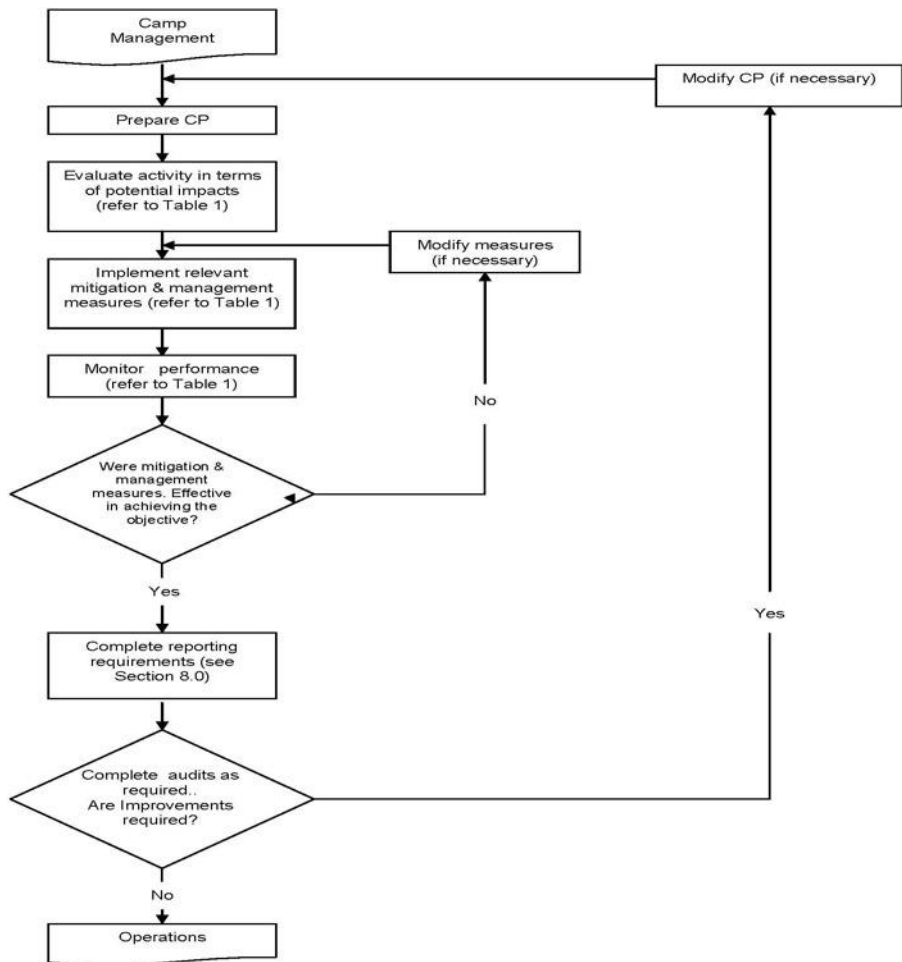 Camp
Management
Modify CP (if necessary)
Prepare CP
Evaluate activity in terms
of potential impacts
(refer to Table 1)
Modify measures
(if necessary)
Implement relevant
mitigation & management
measures (refer to Table 1)
Monitor performance
(refer to Table 1)
No
Were mitigation &
management
measures. Effective
in achieving the
objective?
Yes
Complete reporting
requirements (see
Section 8.0)
Yes
Complete audits as
required..
Are Improvements
required?
No
Operations